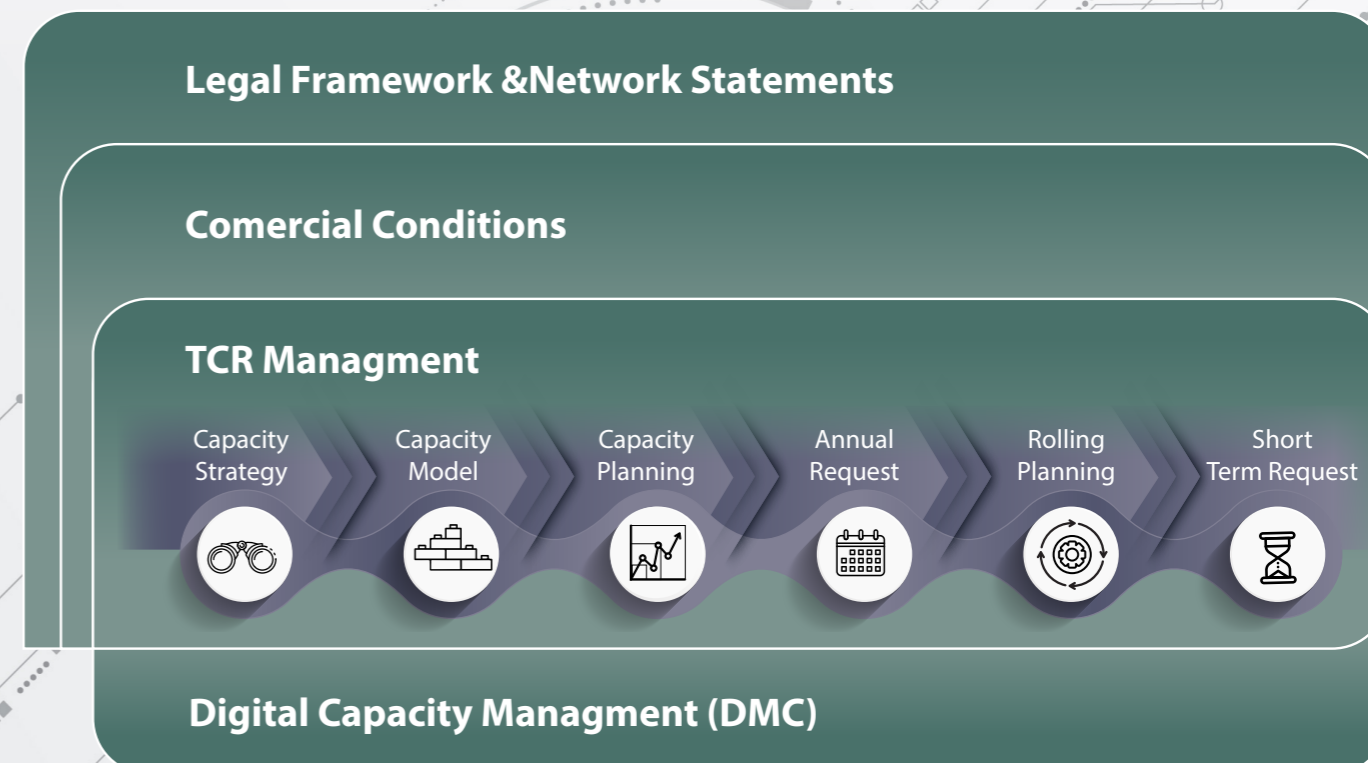 Legal Framework &Network Statements
Comercial Conditions
TCR Managment
Capacity
Strategy
Capacity
Model
Capacity
Planning
Annual
Request
Rolling
Planning
Short
Term Request
Digital Capacity Managment (DMC)